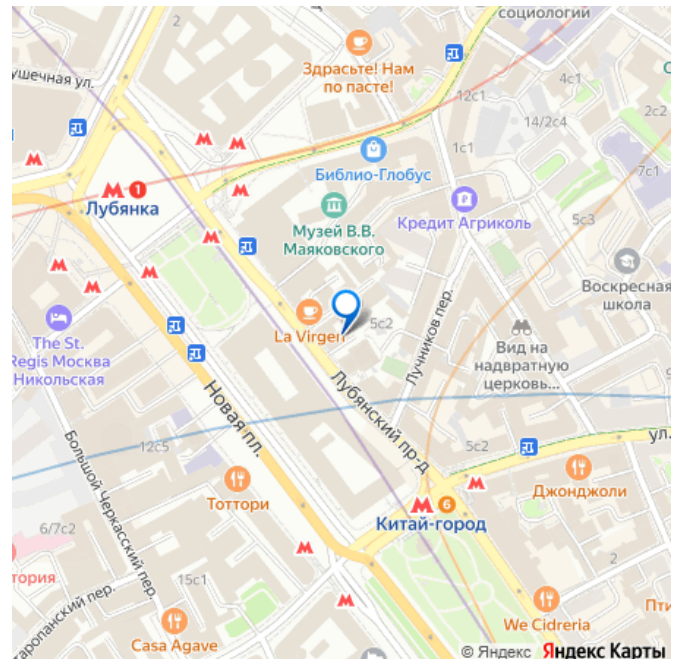 социологии
2
Здрасьте! Нам
по пасте!
ушечная ул.
12с1
4с1
14/2с4
2с2
1с1
Библио-Глобус
7с1
1
Лубянка
Музей В.В.
Маяковского
Кредит Агриколь
5с3
Воскресная
школа
The St.
Regis Москва
Никольская
La Virgen
5с2
Лучников пер.
Вид на
надвратную
церковь...
Новая пл.
Лубянский пр-д
Большой Черкасский пер.
12с5
5с2
ул.
Тоттори
6
Китай-город
Джонджоли
6/7с2
тория
2
15с1
таропанский пер.
We Cidreria
Пти
Casa Agave
© Яндекс Яндекс Карты